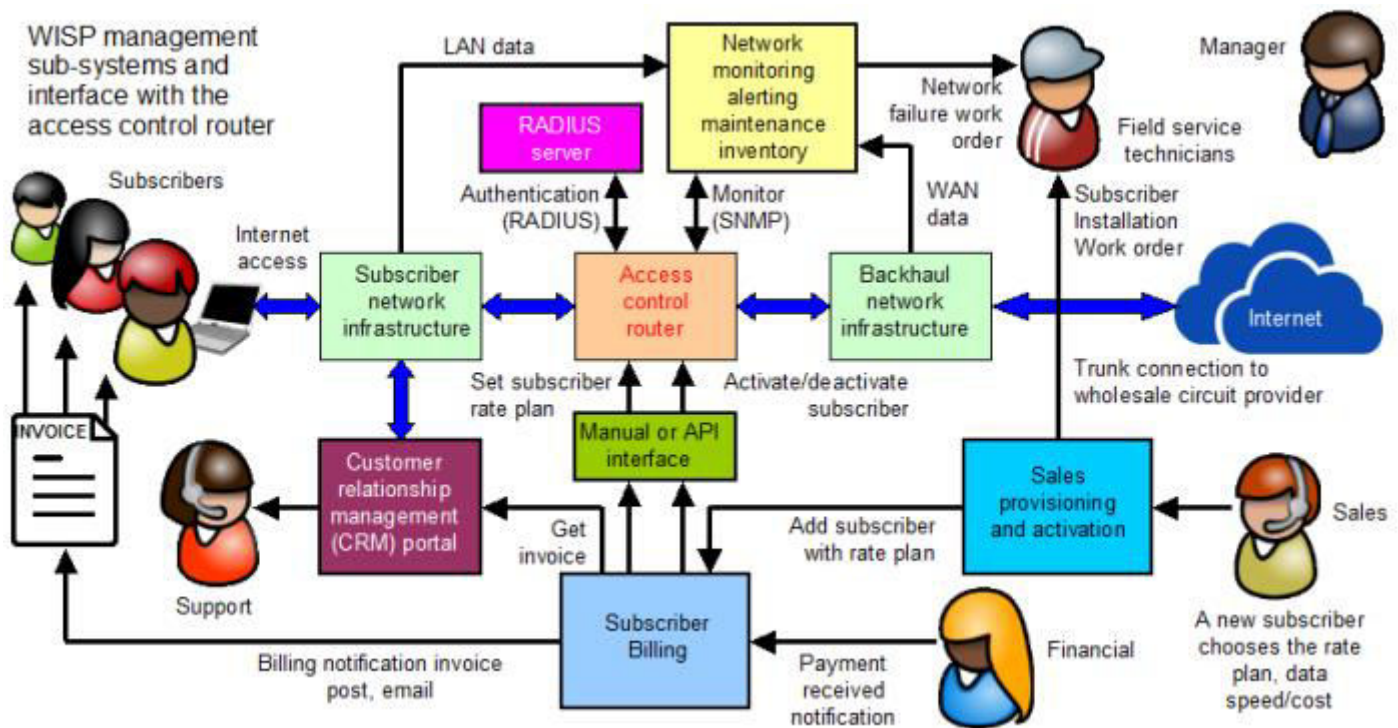 WISP management
sub-systems and
interface with the
access control router
LAN data
Network
monitoring
alerting
maintenance
inventory
Manager
Network
failure work
order
Field service
technicians
RADIUS
server
Subscribers
Authentication
(RADIUS)
Monitor
(SNMP)
WAN
data
Subscriber
Installation
Work order
Internet
access
Subscriber
network
infrastructure
Access
control
router
Backhaul
network
infrastructure
Internet
Set subscriber
rate plan
Activate/deactivate
subscriber
Trunk connection to
wholesale circuit provider
INVOICE
Manual or API
interface
Customer
relationship
management
(CRM) portal
Sales
provisioning
and activation
Sales
Get
invoice
Add subscriber
with rate plan
Support
Subscriber
Billing
Financial
A new subscriber
chooses the rate
plan, data
speed/cost
Billing notification invoice
post, email
Payment
received
notification